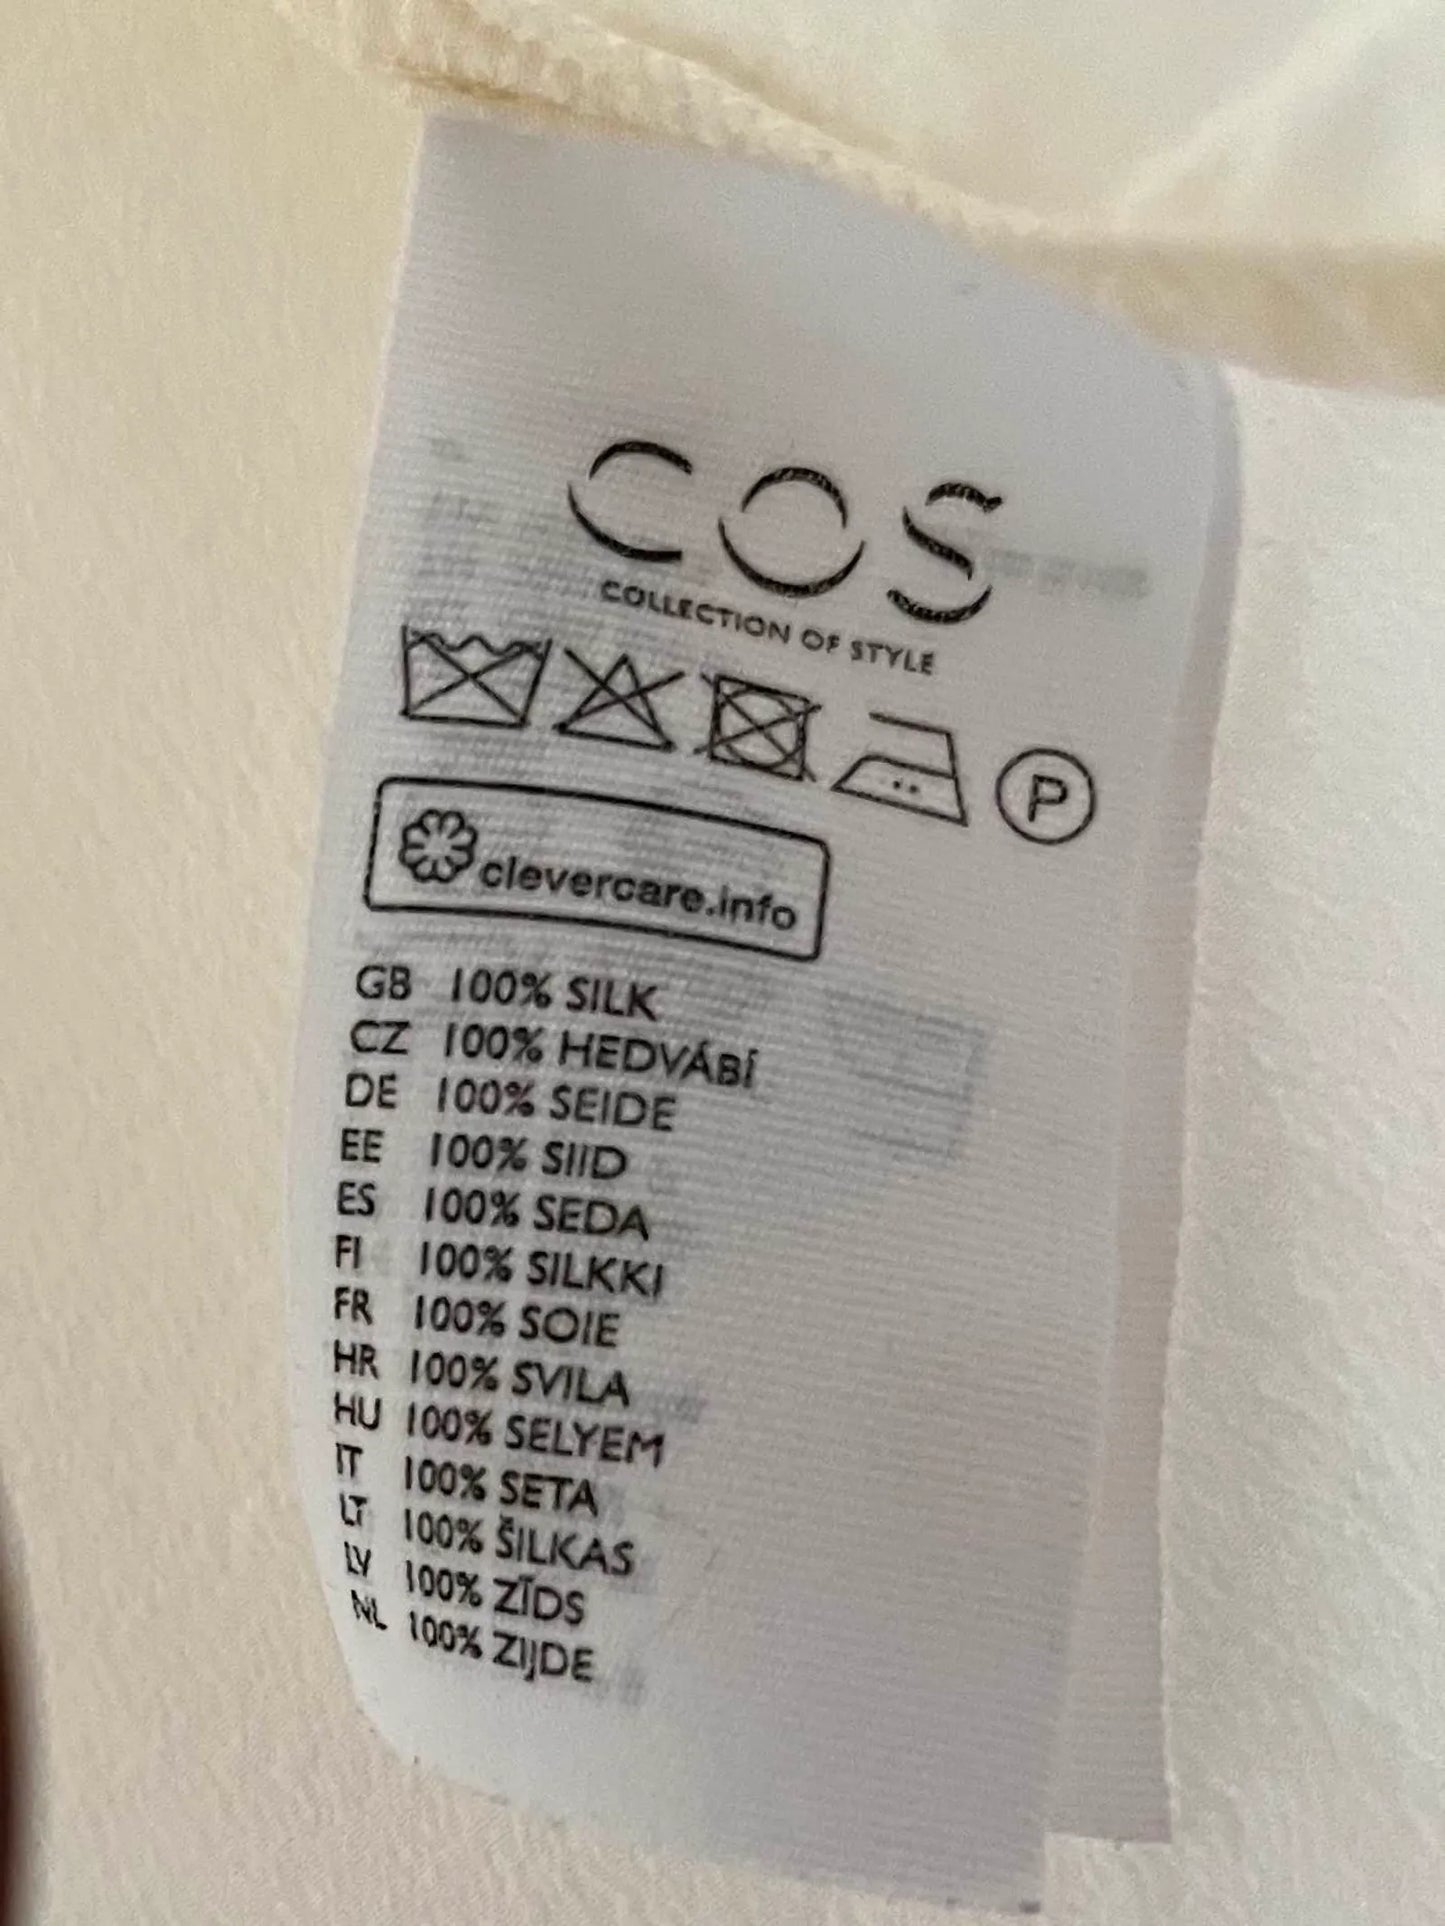 COS
COLLECTION OF STYLE
P
clevercare.info
GB 100% SILK
CZ 100% HEDVÁBÍ
DE 100% SEIDE
EE 100% SIID
ES 100% SEDA
FI 100% SILKKI
FR 100% SOIE
HR 100% SVILA
HU 100% SELYEM
IT 100% SETA
LT 100% ŠILKAS
LV 100% ZĪDS
NL 100% ZIJDE